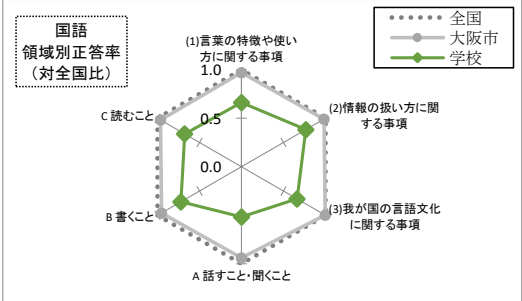 国語
領域別正答率
(対全国比)
全国
大阪市
学校
(1)言葉の特徴や使い
方に関する事項
(2)情報の扱い方に関
する事項
(3)我が国の言語文化
に関する事項
A 話すこと・聞くこと
B 書くこと
C 読むこと
1.0
0.5
0.0